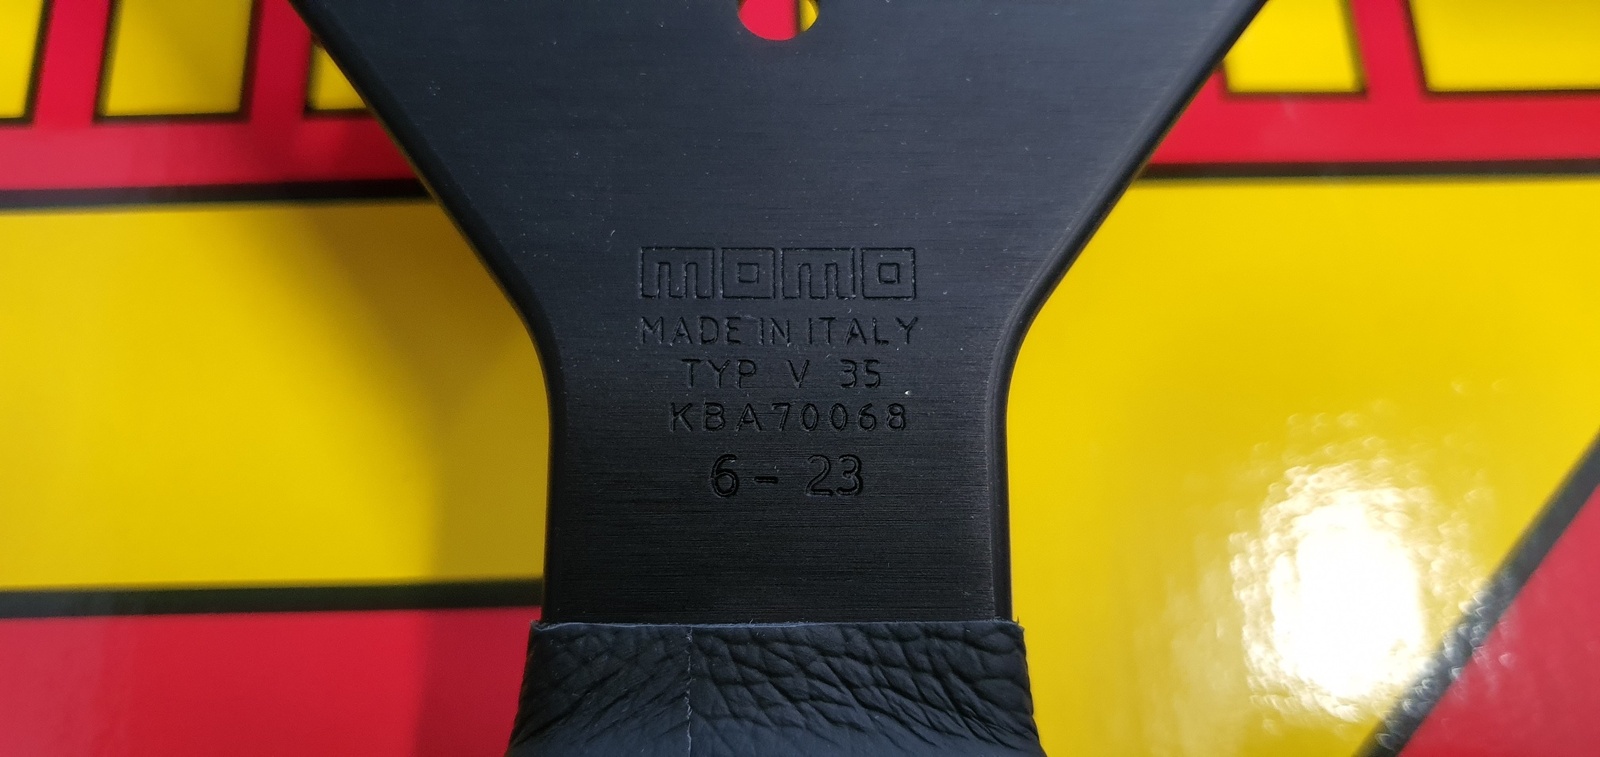 momo
MADE IN ITALY
TYP V 35
KBA70068
6- 23